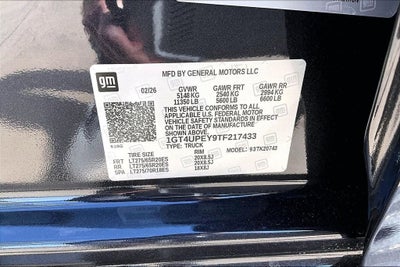 gm
MFD BY GENERAL MOTORS LLC
02/26 GVWR GAWR FRT GAWR RR
5148 KG 2540 KG 2994 KG
11350 LB 5600 LB 6600 LB
THIS VEHICLE CONFORMS TO ALL
APPLICABLE U.S. FEDERAL MOTOR
VEHICLE SAFETY STANDARDS IN EFFECT
ON THE DATE OF MANUFACTURE
SHOWN ABOVE.
1GT4UPEY9TF217433
TYPE: TRUCK
MODEL: 93TK20743
TIRE SIZE RIM
FRT LT275/65R20ES 20X8.5J
RR LT275/65R20ES 20X8.5J
SPA LT275/70R18ES 18X8J